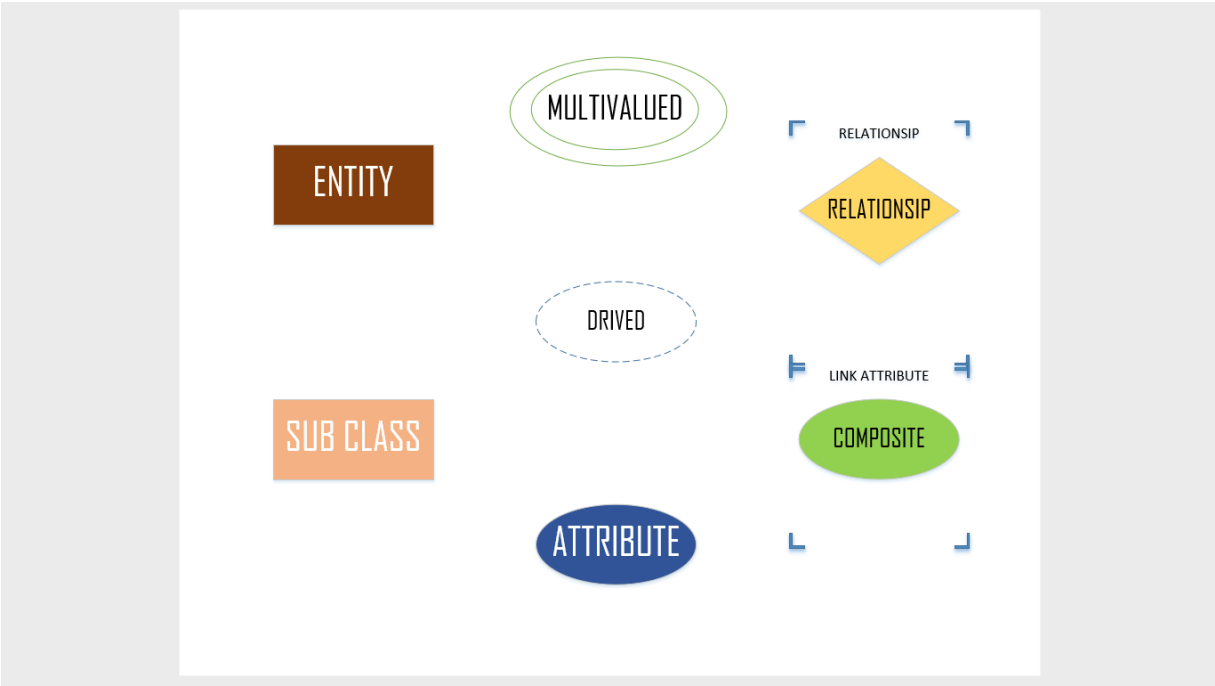 MULTIVALUED
RELATIONSIP
ENTITY
RELATIONSIP
DRIVED
LINK ATTRIBUTE
SUB CLASS
COMPOSITE
ATTRIBUTE